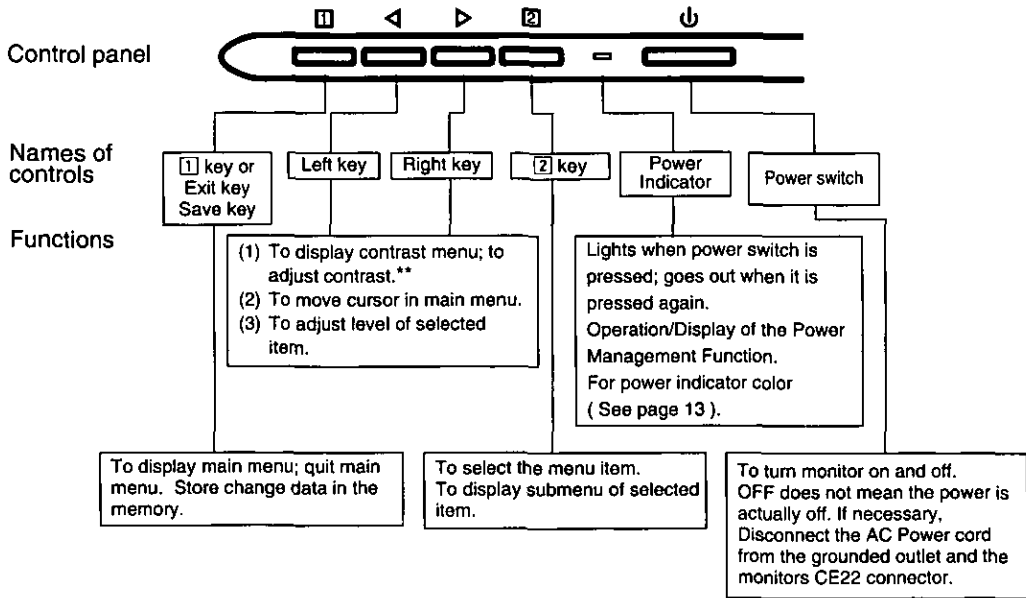 1 2
Control panel
Names of
controls
1 key or
Exit key
Save key
Left key
Right key
2 key
Power
Indicator
Power switch
Functions
(1) To display contrast menu; to
adjust contrast.**
(2) To move cursor in main menu.
(3) To adjust level of selected
item.
Lights when power switch is
pressed; goes out when it is
pressed again.
Operation/Display of the Power
Management Function.
For power indicator color
( See page 13 ).
To display main menu; quit main
menu. Store change data in the
memory.
To select the menu item.
To display submenu of selected
item.
To turn monitor on and off.
OFF does not mean the power is
actually off. If necessary,
Disconnect the AC Power cord
from the grounded outlet and the
monitors CE22 connector.